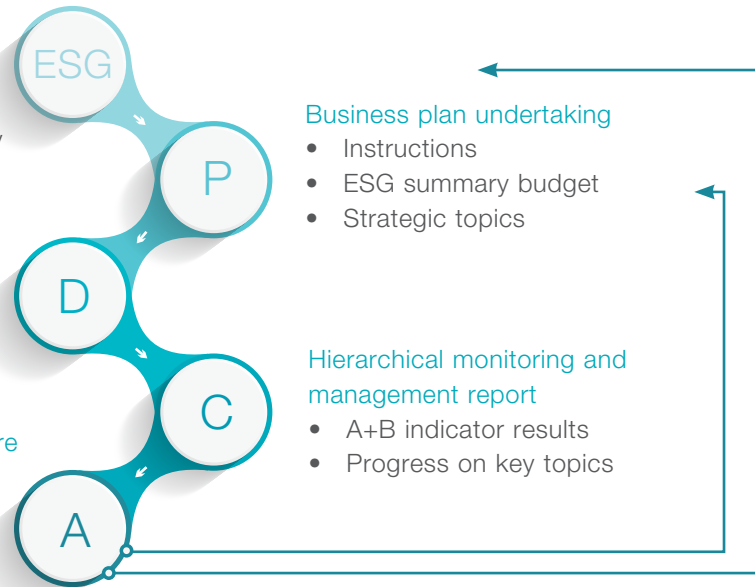 ESG
y
P
Business plan undertaking
• Instructions
• ESG summary budget
• Strategic topics
D
C
Hierarchical monitoring and
management report
• A+B indicator results
• Progress on key topics
re
A